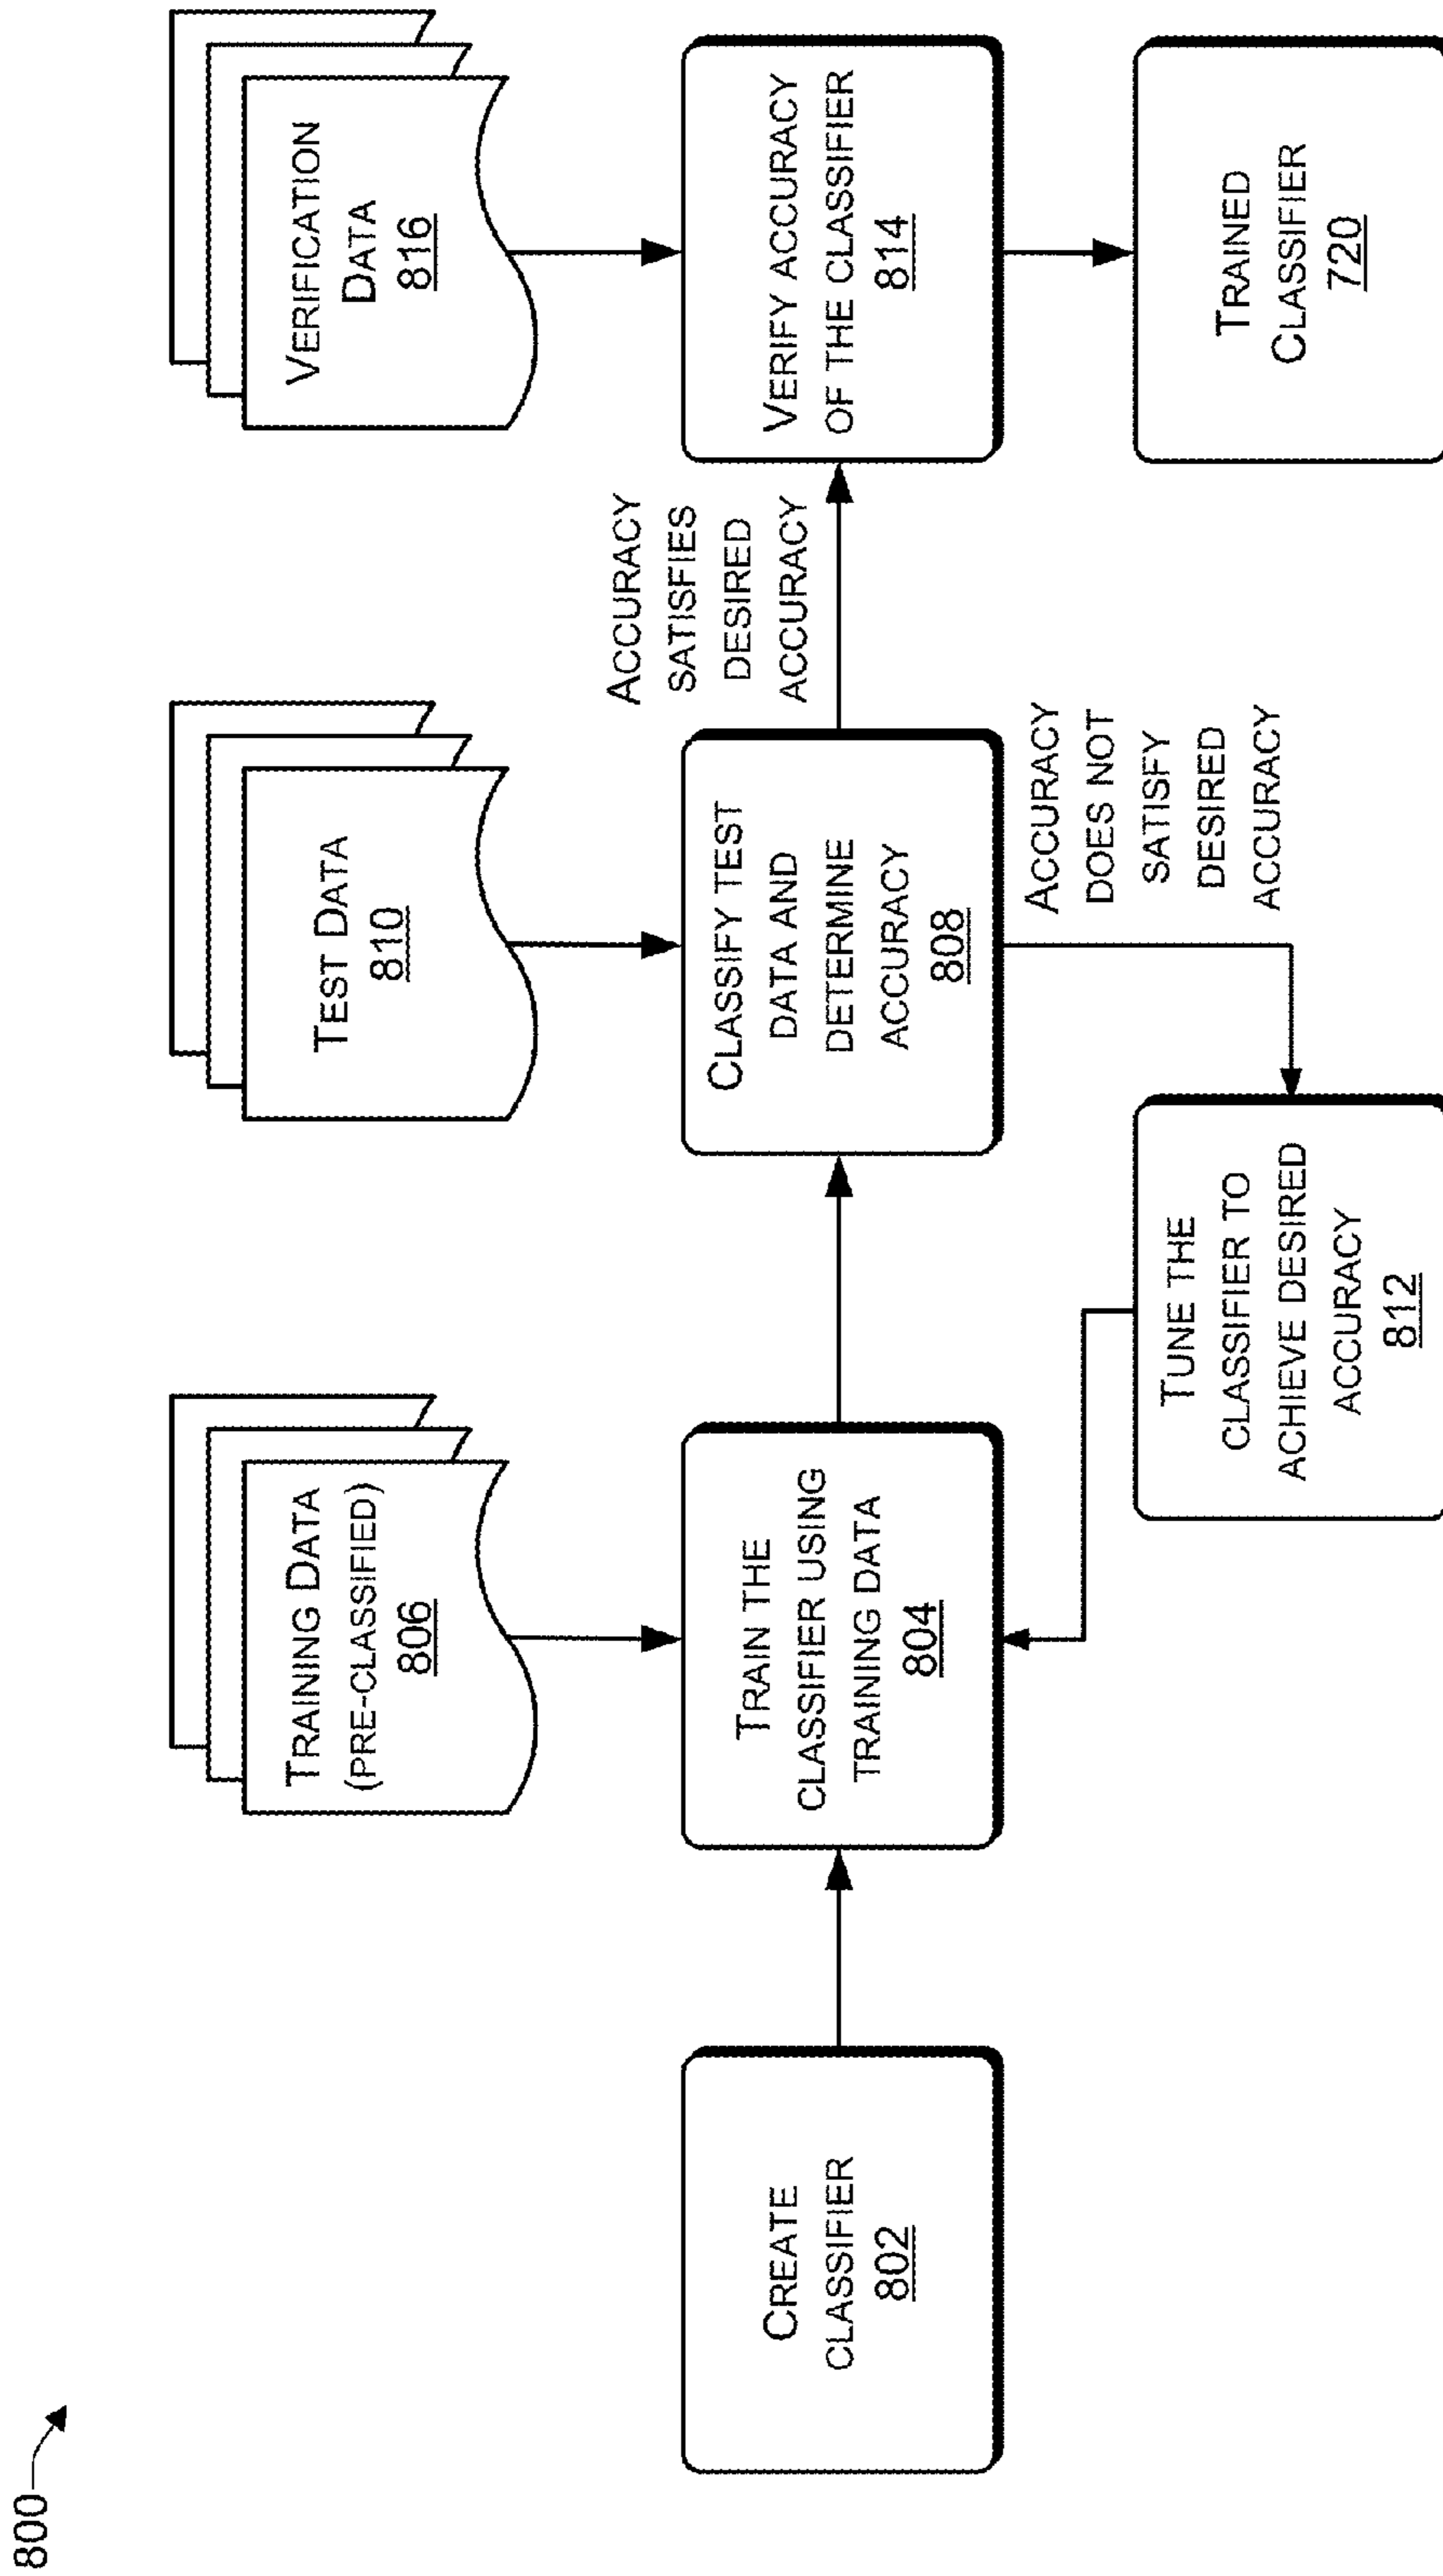 800
TRAINING DATA
(PRE-CLASSIFIED)
806
TEST DATA
810
VERIFICATION
DATA
816
CREATE
CLASSIFIER
802
TRAIN THE
CLASSIFIER USING
TRAINING DATA
804
CLASSIFY TEST
DATA AND
DETERMINE
ACCURACY
808
ACCURACY
SATISFIES
DESIRED
ACCURACY
VERIFY ACCURACY
OF THE CLASSIFIER
814
ACCURACY
DOES NOT
SATISFY
DESIRED
ACCURACY
TUNE THE
CLASSIFIER TO
ACHIEVE DESIRED
ACCURACY
812
TRAINED
CLASSIFIER
720